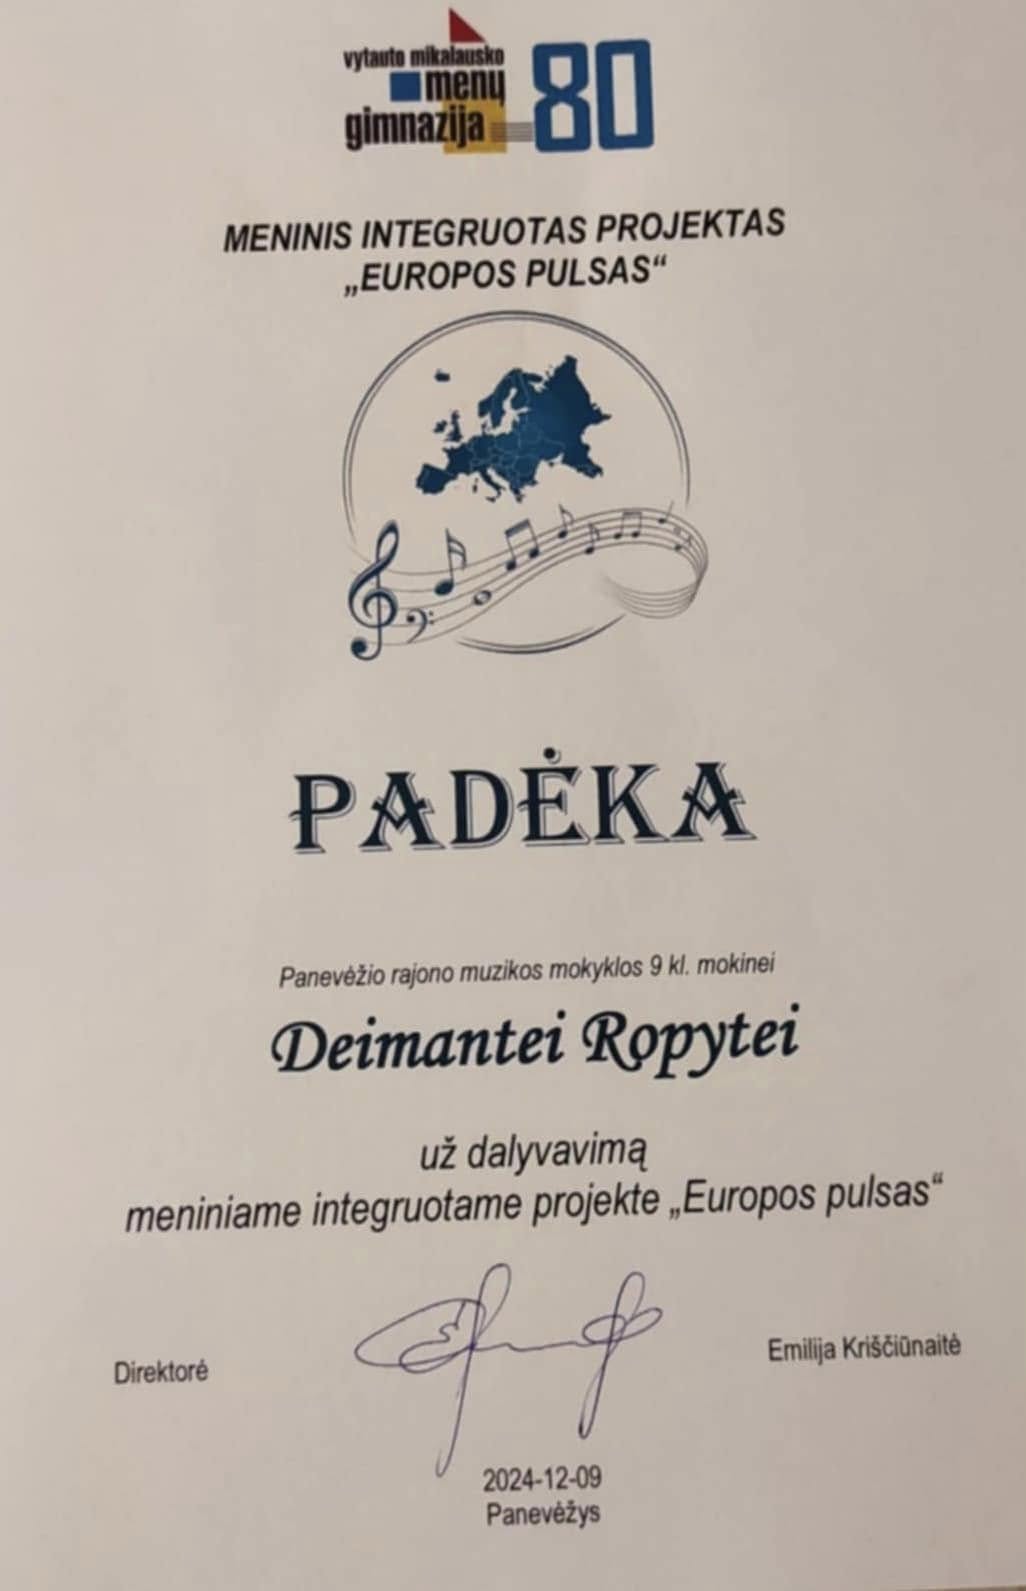 vytauto mikalausko
menų
gimnazija
80
MENINIS INTEGRUOTAS PROJEKTAS
„EUROPOS PULSAS“
PADĖKA
Panevėžio rajono muzikos mokyklos 9 kl. mokinei
Deimantei Ropytei
už dalyvavimą
meniniame integruotame projekte „Europos pulsas“
Direktorė
Emilija Kriščiūnaitė
2024-12-09
Panevėžys